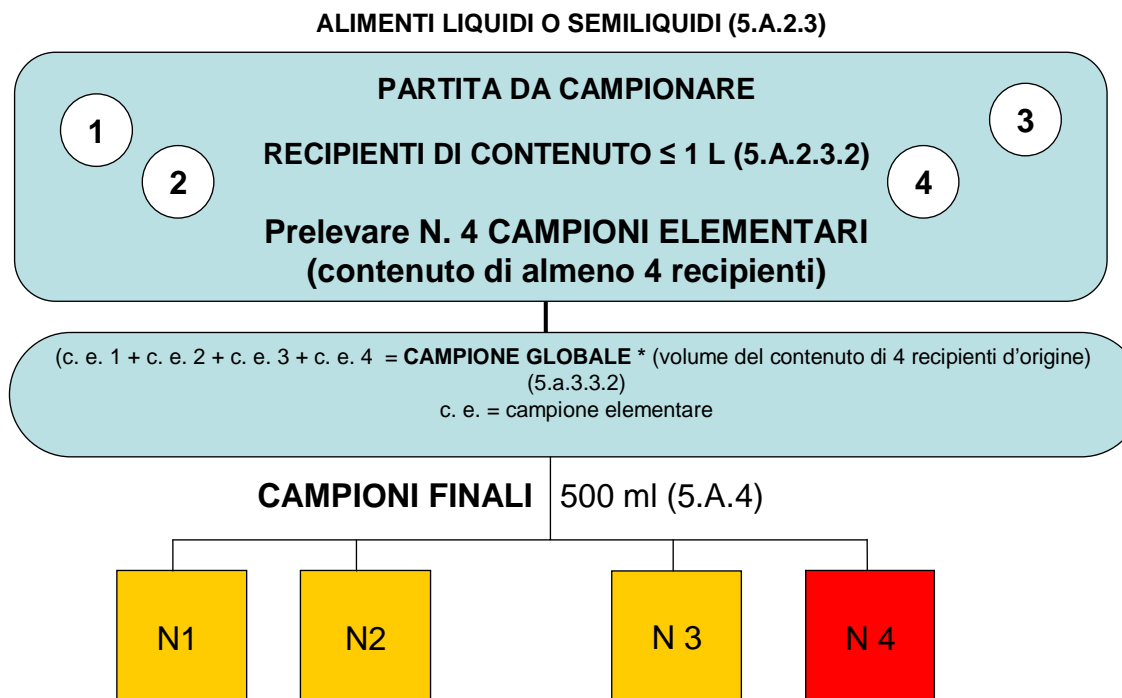 ALIMENTI LIQUIDI O SEMILIQUIDI (5.A.2.3)
PARTITA DA CAMPIONARE
1
3
RECIPIENTI DI CONTENUTO ≤ 1 L (5.A.2.3.2)
2
4
Prelevare N. 4 CAMPIONI ELEMENTARI
(contenuto di almeno 4 recipienti)
(c. e. 1 + c. e. 2 + c. e. 3 + c. e. 4 = CAMPIONE GLOBALE * (volume del contenuto di 4 recipienti d'origine)
(5.a.3.3.2)
c. e. = campione elementare
CAMPIONI FINALI 500 ml (5.A.4)
N1
N2
N 3
N 4